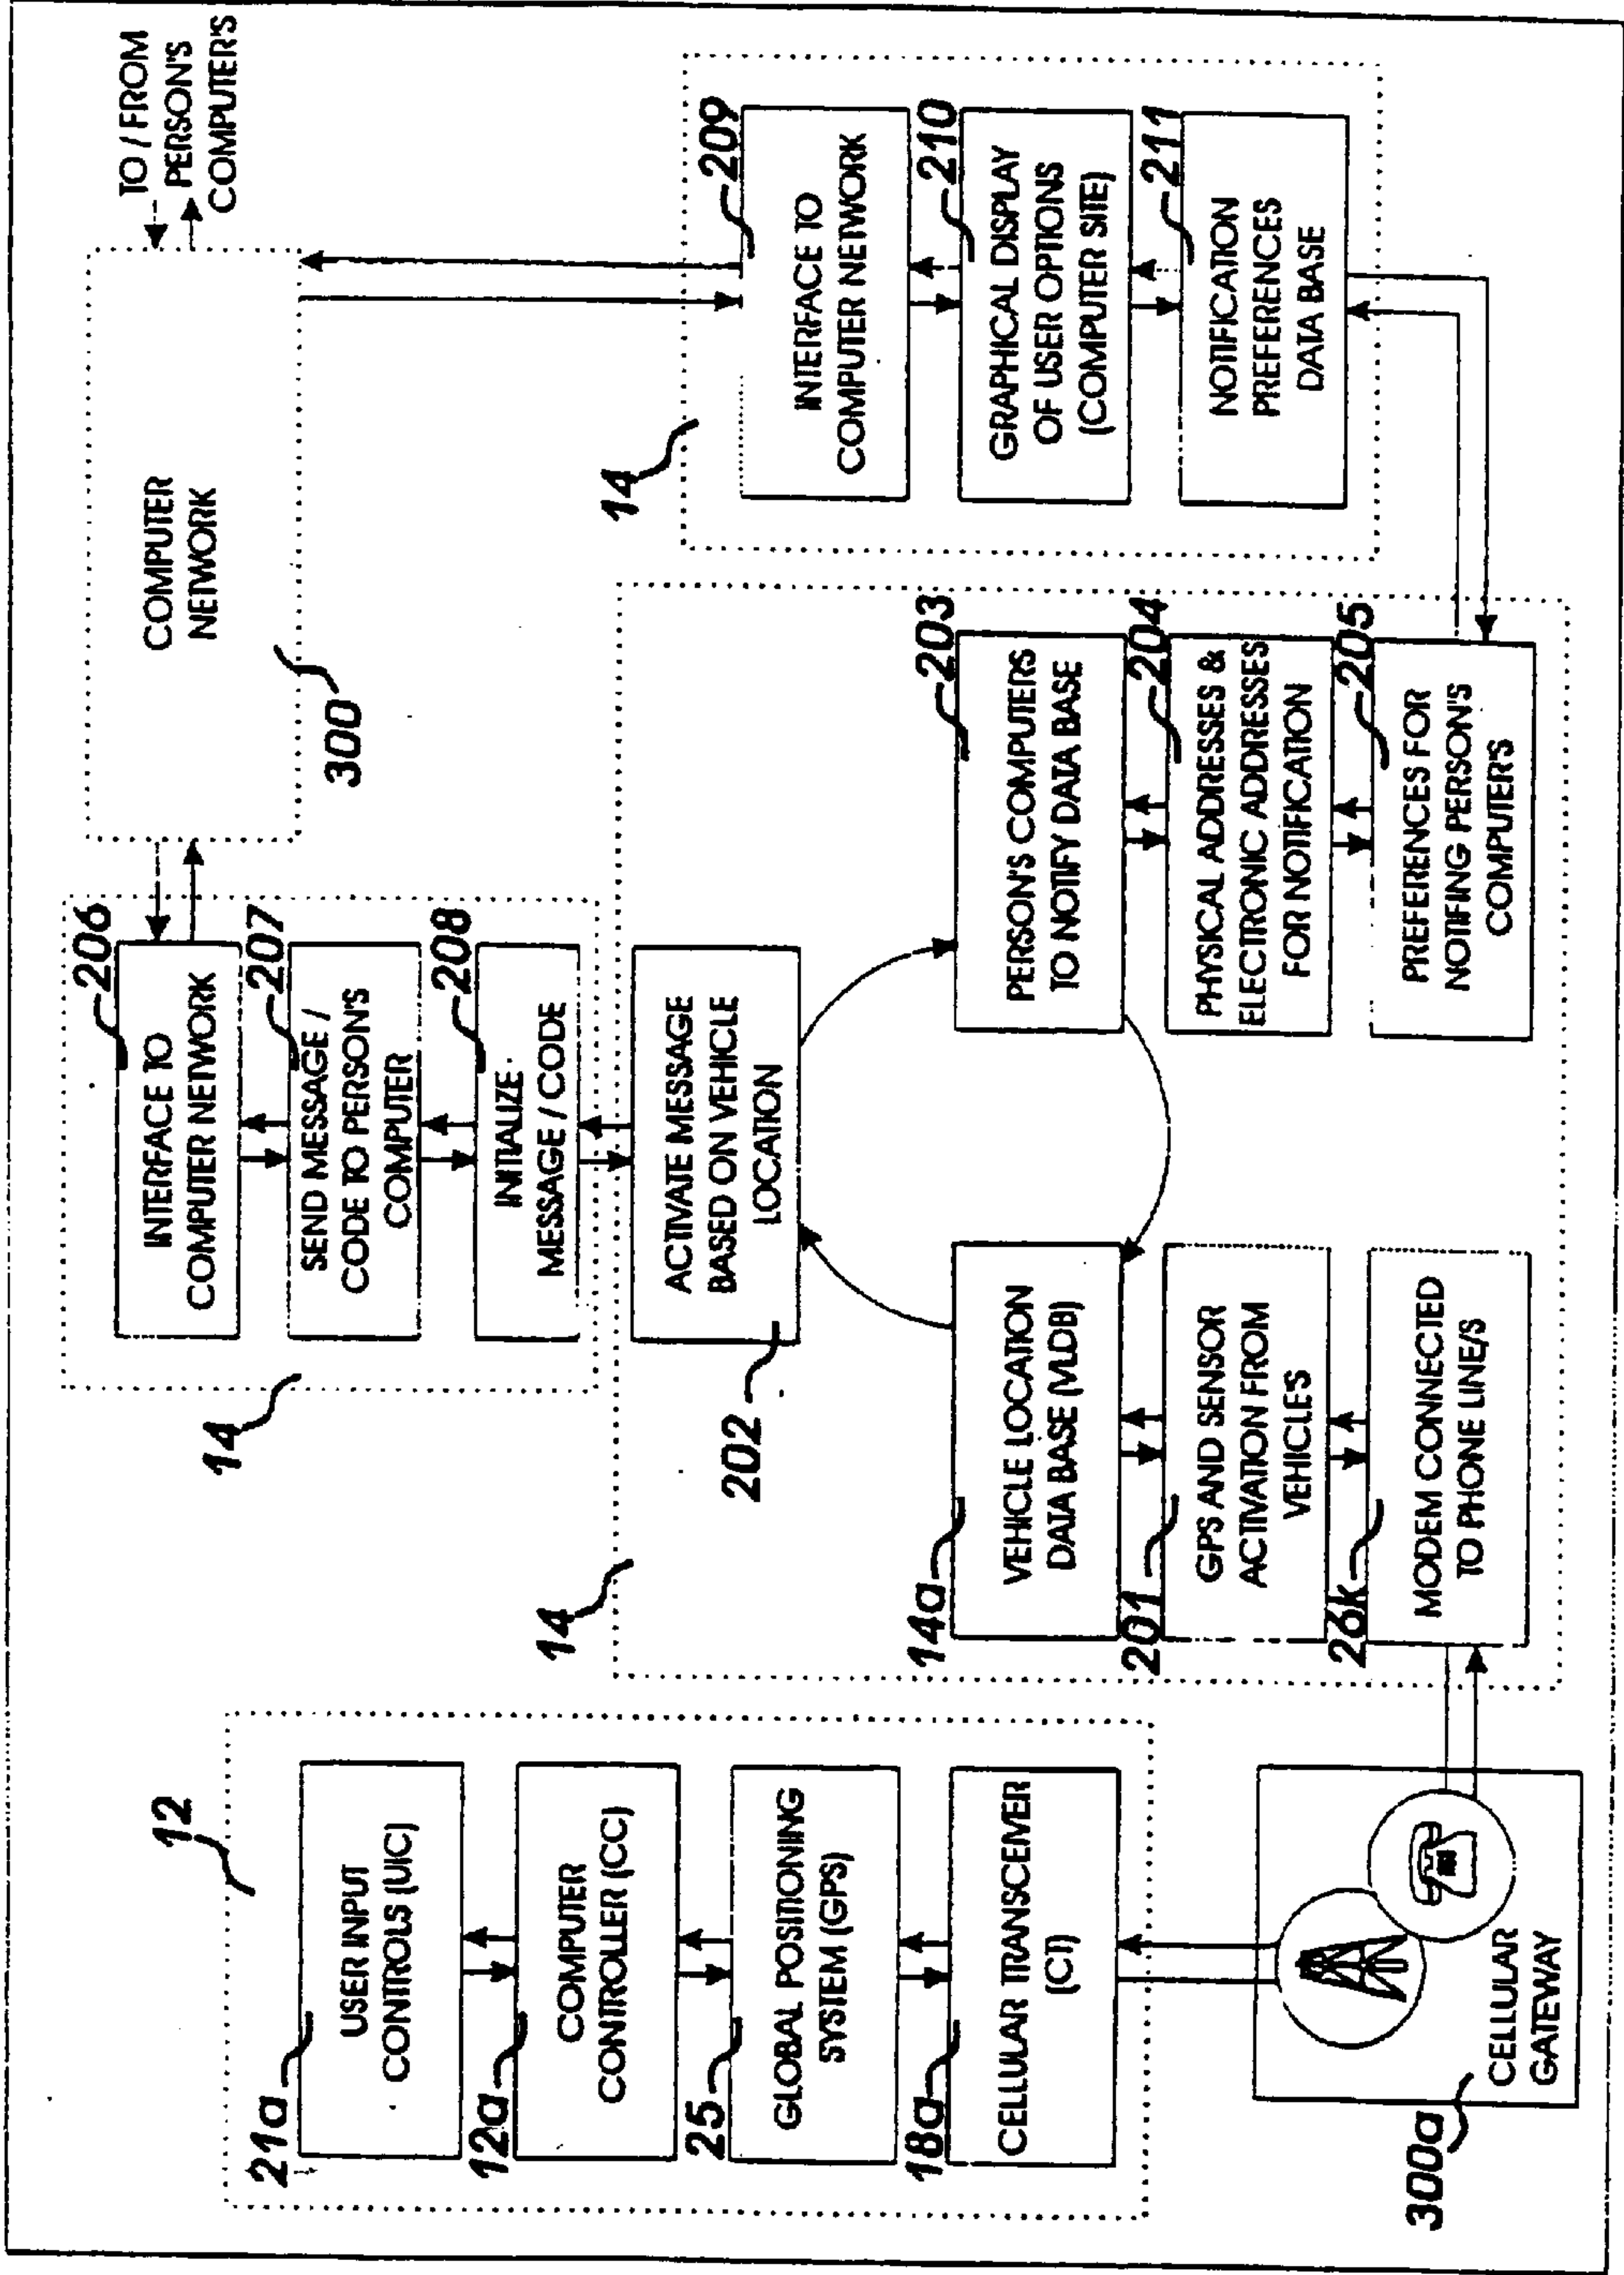 12
21a
USER INPUT
CONTROLS (UIC)
12a
COMPUTER
CONTROLLER (CC)
25
GLOBAL POSITIONING
SYSTEM (GPS)
18a
CELLULAR TRANSCEIVER
(CT)
300a
CELLULAR
GATEWAY
14
206
INTERFACE TO
COMPUTER NETWORK
207
SEND MESSAGE /
CODE TO PERSON'S
COMPUTER
208
INITIALIZE
MESSAGE / CODE
14
202
ACTIVATE MESSAGE
BASED ON VEHICLE
LOCATION
14a
VEHICLE LOCATION
DATA BASE (VLDB)
201
GPS AND SENSOR
ACTIVATION FROM
VEHICLES
26k
MODEM CONNECTED
TO PHONE LINE/S
203
PERSON'S COMPUTERS
TO NOTIFY DATA BASE
204
PHYSICAL ADDRESSES &
ELECTRONIC ADDRESSES
FOR NOTIFICATION
205
PREFERENCES FOR
NOTIFING PERSON'S
COMPUTER'S
COMPUTER
NETWORK
300
TO / FROM
PERSON'S
COMPUTER'S
14
209
INTERFACE TO
COMPUTER NETWORK
210
GRAPHICAL DISPLAY
OF USER OPTIONS
(COMPUTER SITE)
211
NOTIFICATION
PREFERENCES
DATA BASE